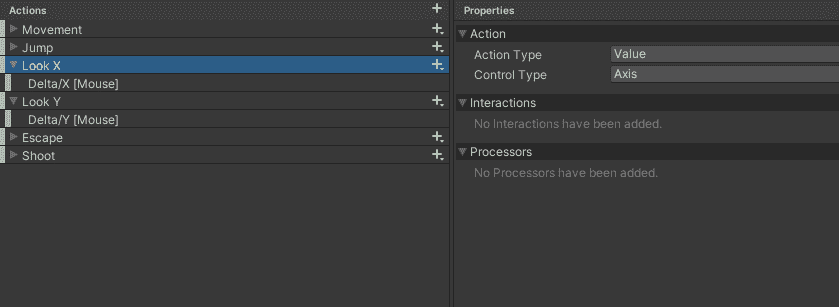 Actions
Movement
Jump
Look X
Delta/X [Mouse]
Look Y
Delta/Y [Mouse]
Escape
Shoot
Properties
Action
Action Type Value
Control Type Axis
Interactions
No Interactions have been added.
Processors
No Processors have been added.